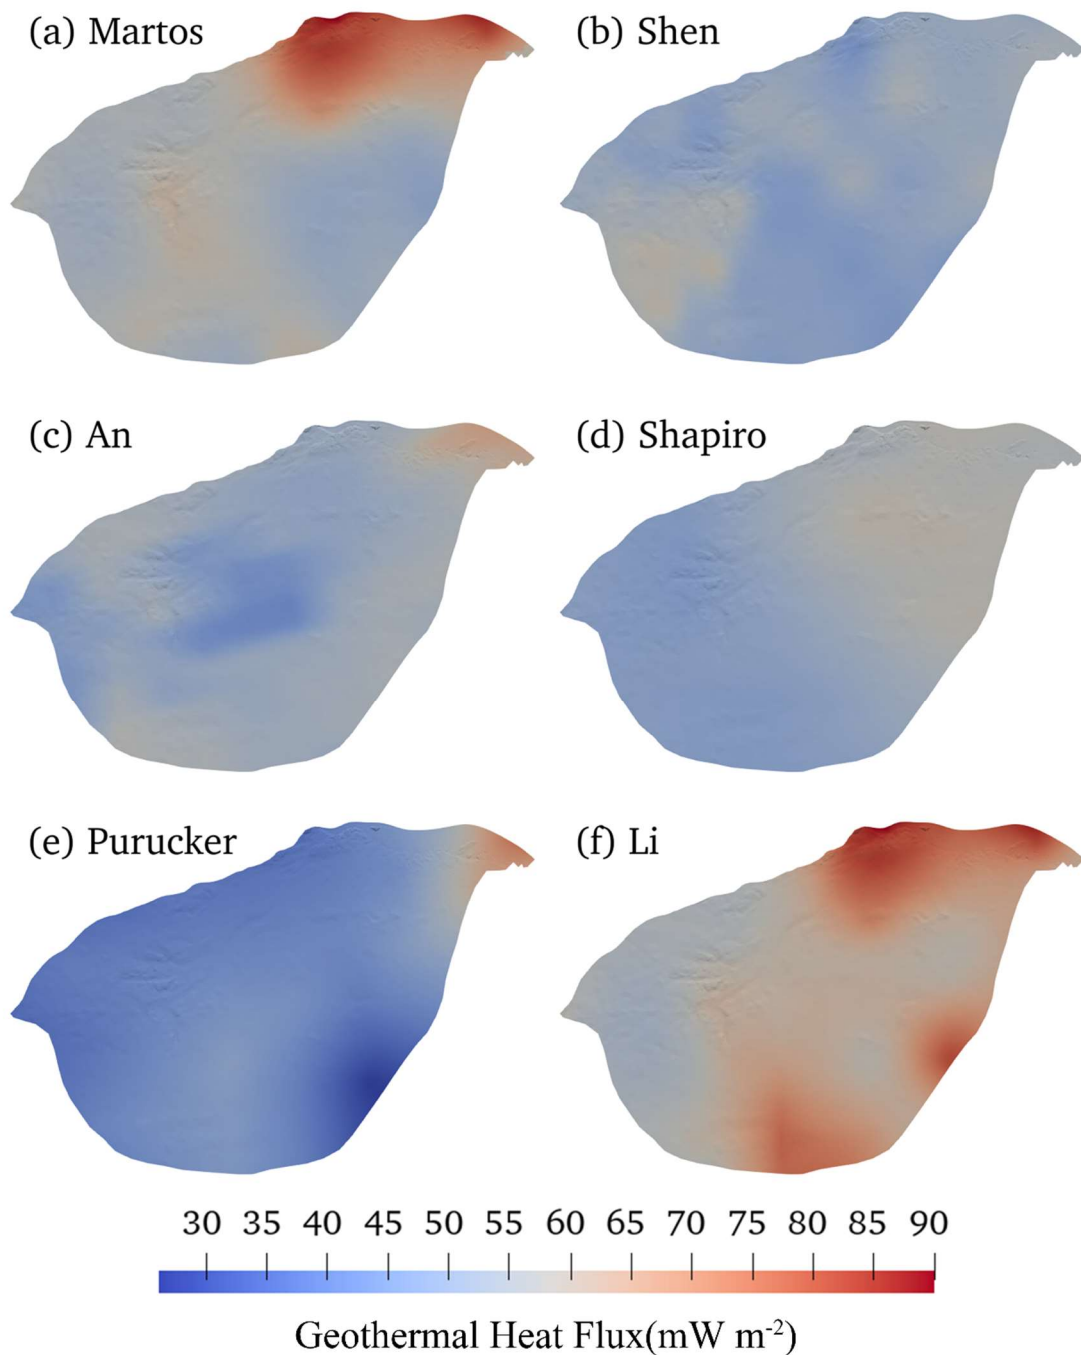 (a) Martos
(b) Shen
(c) An
(d) Shapiro
(e) Purucker
(f) Li
30 35 40 45 50 55 60 65 70 75 80 85 90
Geothermal Heat Flux(mW m⁻²)